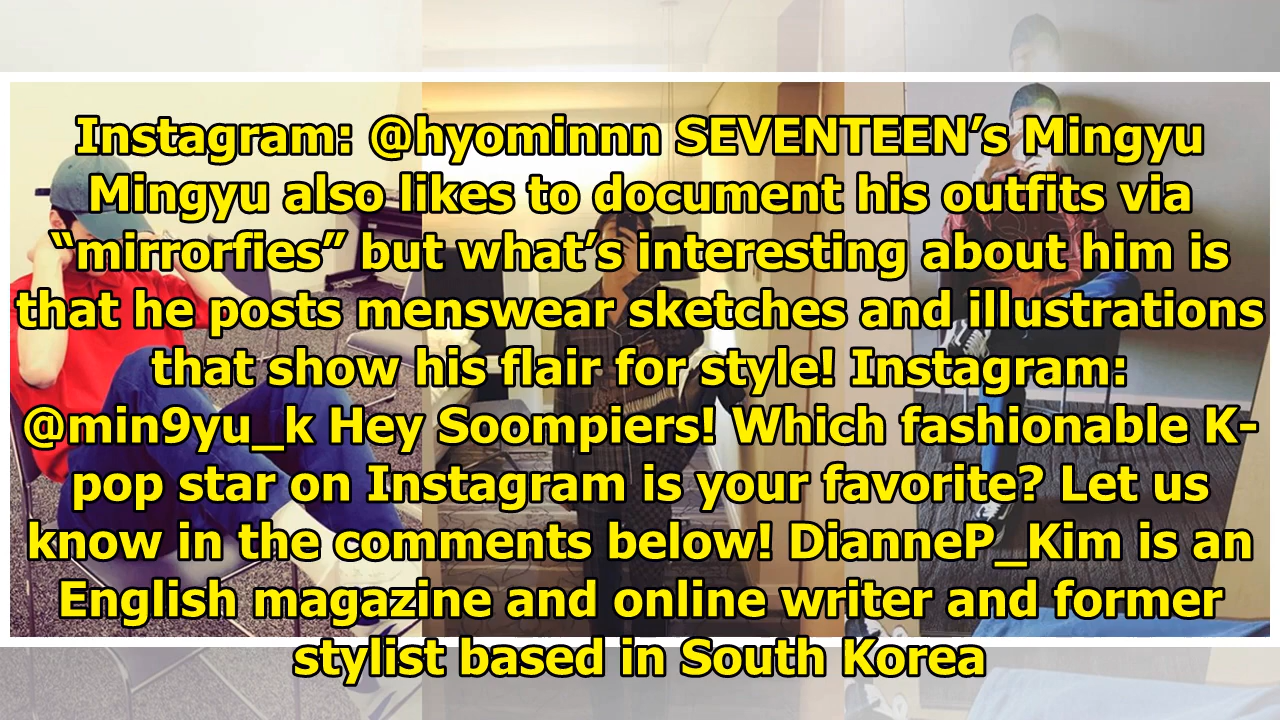 Instagram: @hyominnn SEVENTEEN’s Mingyu
Mingyu also likes to document his outfits via
“mirrorfies” but what’s interesting about him is
that he posts menswear sketches and illustrations
that show his flair for style! Instagram:
@min9yu_k Hey Soompiers! Which fashionable K-
pop star on Instagram is your favorite? Let us
know in the comments below! DianneP_Kim is an
English magazine and online writer and former
stylist based in South Korea